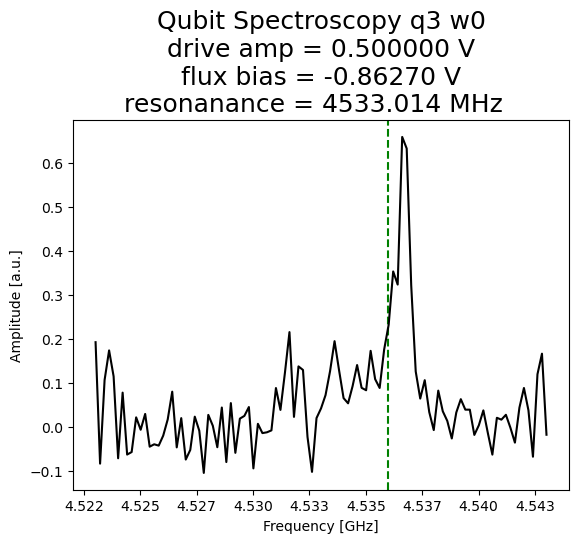 Qubit Spectroscopy q3 w0
drive amp = 0.500000 V
flux bias = -0.86270 V
resonanance = 4533.014 MHz
Amplitude [a.u.]
0.6
0.5
0.4
0.3
0.2
0.1
0.0
−0.1
4.522 4.525 4.527 4.530 4.533 4.535 4.537 4.540 4.543
Frequency [GHz]